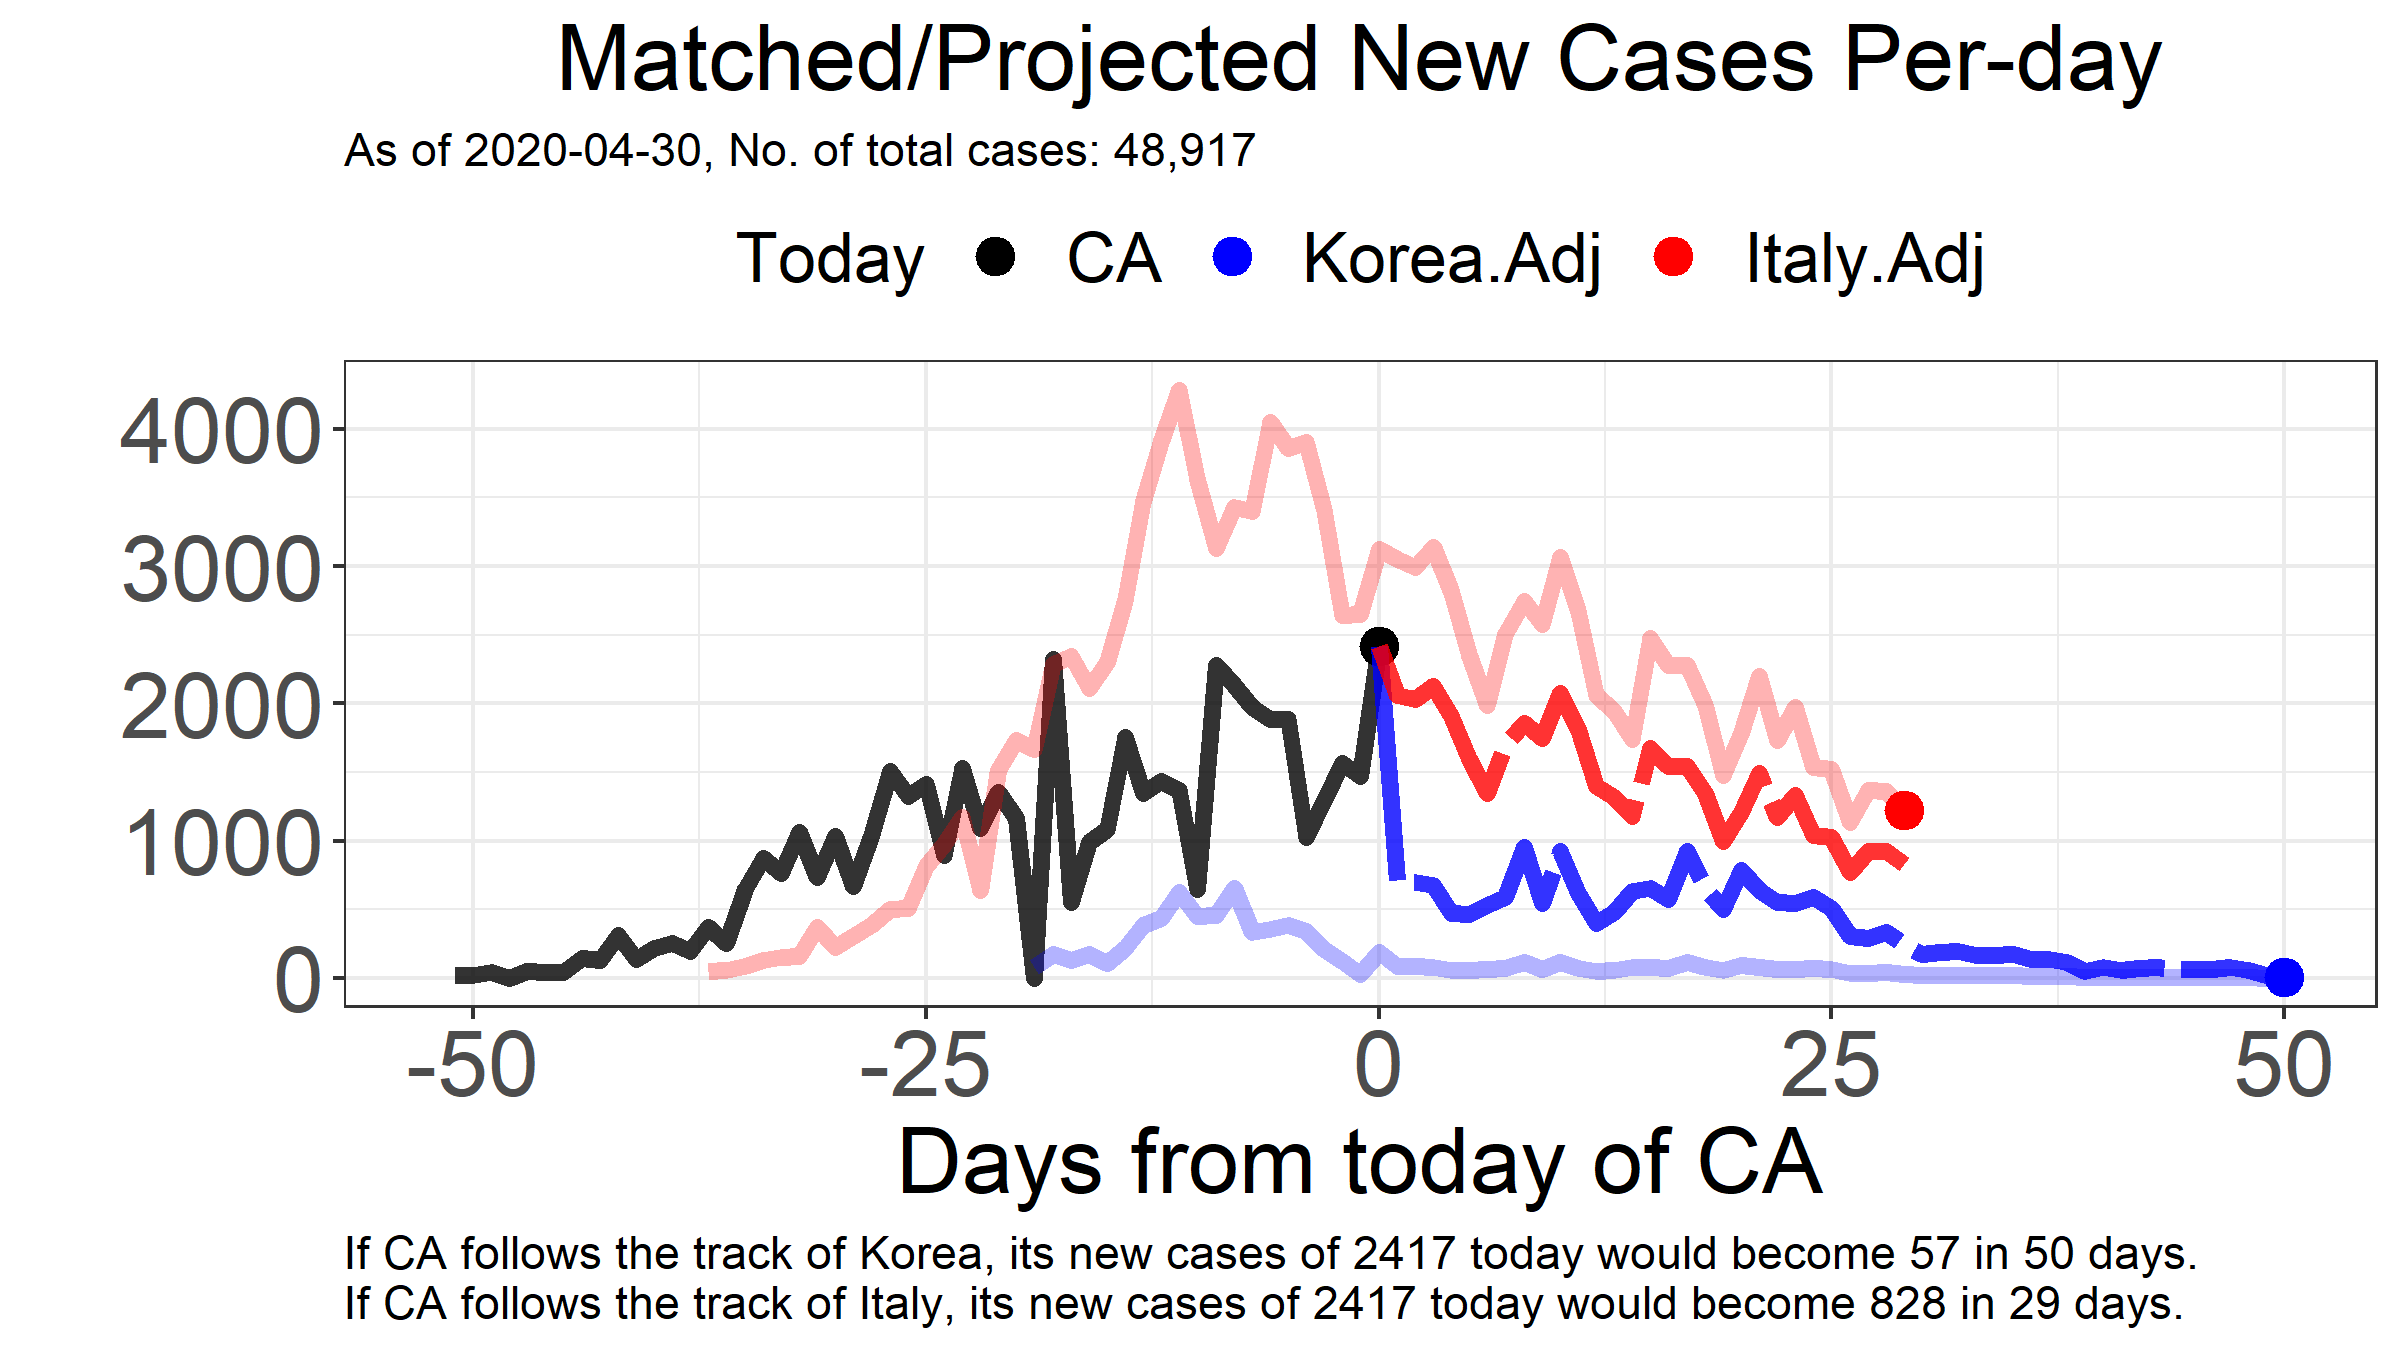 Matched/Projected New Cases Per-day
As of 2020-04-30, No. of total cases: 48,917
Today CA Korea.Adj Italy.Adj
4000
3000
2000
1000
0
-50 -25 0 25 50
Days from today of CA
If CA follows the track of Korea, its new cases of 2417 today would become 57 in 50 days.
If CA follows the track of Italy, its new cases of 2417 today would become 828 in 29 days.